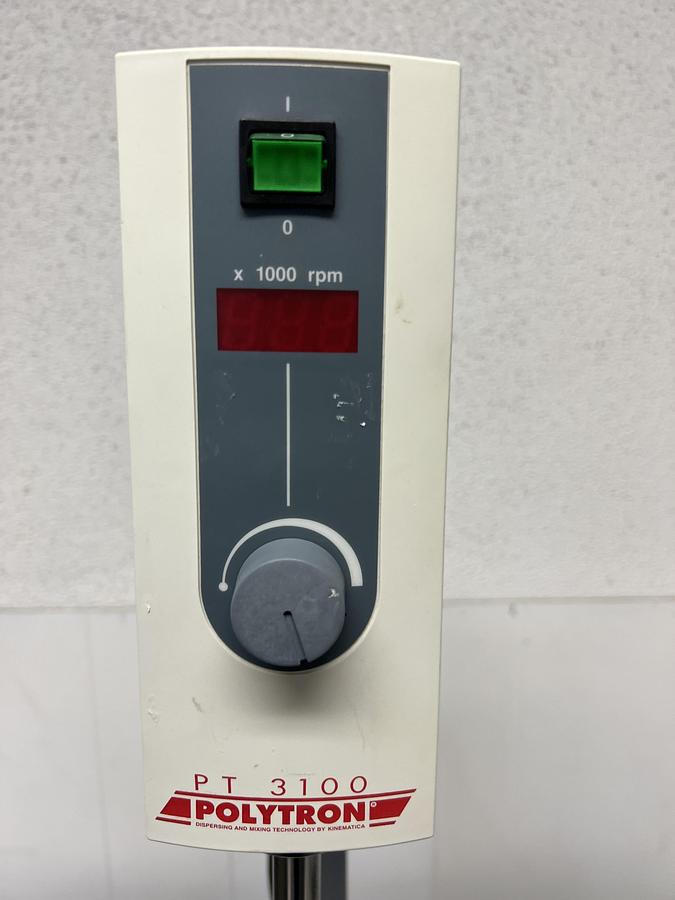 I
0
x 1000 rpm
PT 3100
POLYTRON®
DISPERSING AND MIXING TECHNOLOGY BY KINEMATICA